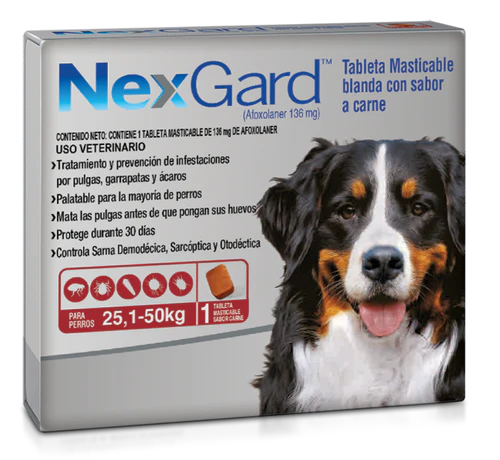 NexGard™
(Afoxolaner 136 mg)
Tableta Masticable
blanda con sabor
a carne
CONTENIDO NETO: CONTIENE 1 TABLETA MASTICABLE DE 136 mg DE AFOXOLANER
USO VETERINARIO
›Tratamiento y prevención de infestaciones
por pulgas, garrapatas y ácaros
›Palatable para la mayoría de perros
›Mata las pulgas antes de que pongan sus huevos
›Protege durante 30 días
›Controla Sarna Demodécica, Sarcóptica y Otodéctica
PARA
PERROS
25,1-50kg
1
TABLETA
MASTICABLE
SABOR CARNE